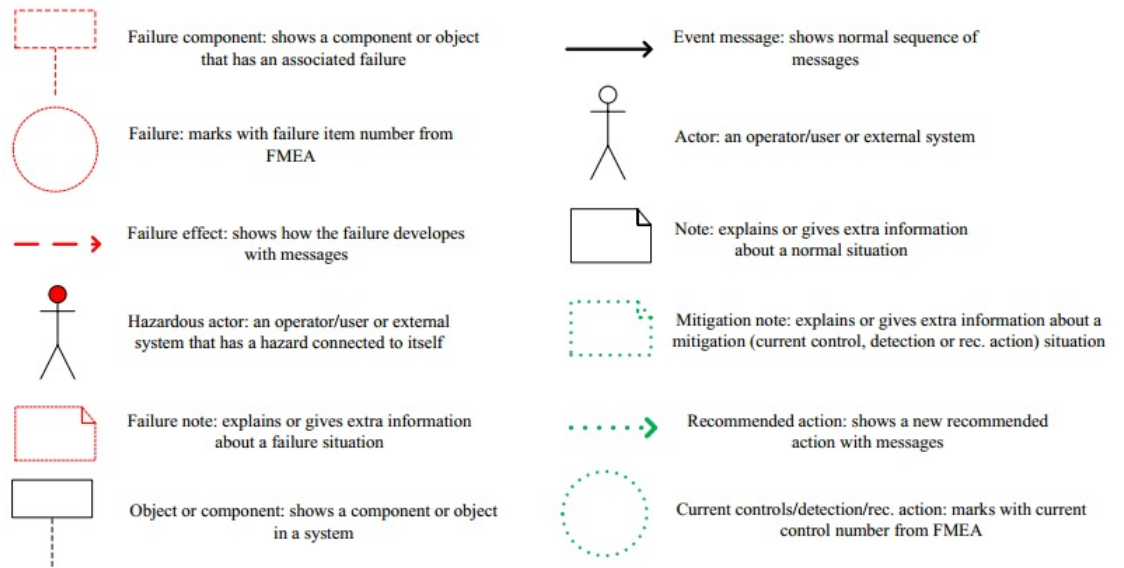 Failure component: shows a component or object
that has an associated failure
Failure: marks with failure item number from
FMEA
Failure effect: shows how the failure developes
with messages
Hazardous actor: an operator/user or external
system that has a hazard connected to itself
Failure note: explains or gives extra information
about a failure situation
Object or component: shows a component or object
in a system
Event message: shows normal sequence of
messages
Actor: an operator/user or external system
Note: explains or gives extra information
about a normal situation
Mitigation note: explains or gives extra information about a
mitigation (current control, detection or rec. action) situation
Recommended action: shows a new recommended
action with messages
Current controls/detection/rec. action: marks with current
control number from FMEA